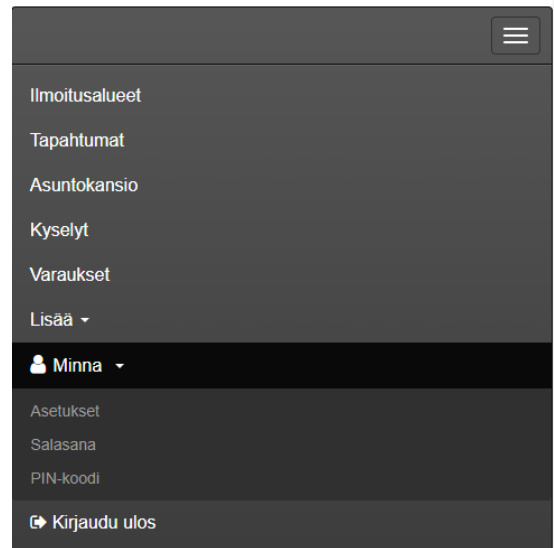 Ilmoitusalueet
Tapahtumat
Asuntokansio
Kyselyt
Varaukset
Lisää
Minna
Asetukset
Salasana
PIN-koodi
Kirjaudu ulos